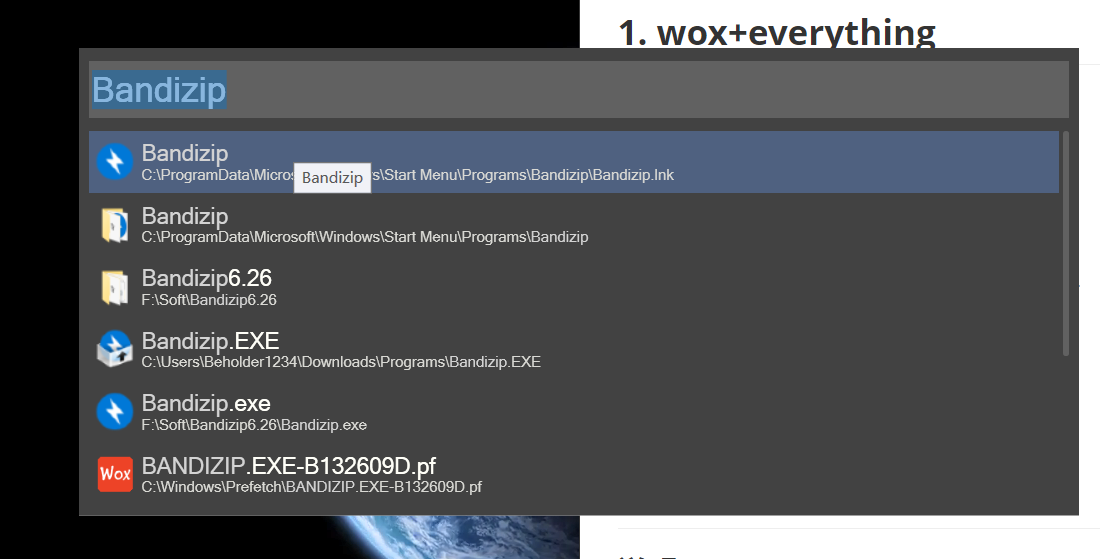 1. wox+everything
Bandizip
Bandizip
C:\ProgramData\Micros
s\Start Menu\Programs\Bandizip\Bandizip.lnk
Bandizip
Bandizip
C:\ProgramData\Microsoft\Windows\Start Menu\Programs\Bandizip
Bandizip6.26
F:\Soft\Bandizip6.26
Bandizip.EXE
C:\Users\Beholder1234\Downloads\Programs\Bandizip.EXE
Bandizip.exe
F:\Soft\Bandizip6.26\Bandizip.exe
Wox
BANDIZIP.EXE-B132609D.pf
C:\Windows\Prefetch\BANDIZIP.EXE-B132609D.pf